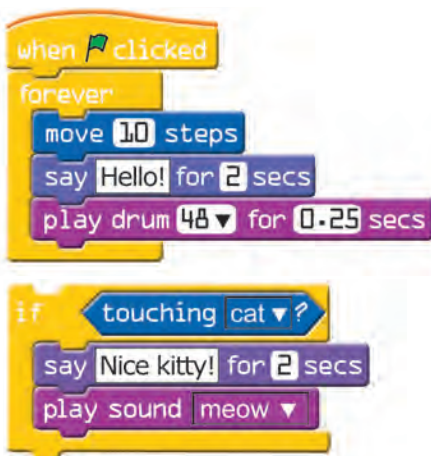 when clicked
forever
move 10 steps
say Hello! for 2 secs
play drum 48 for 0.25 secs
if touching cat ?
say Nice kitty! for 2 secs
play sound meow